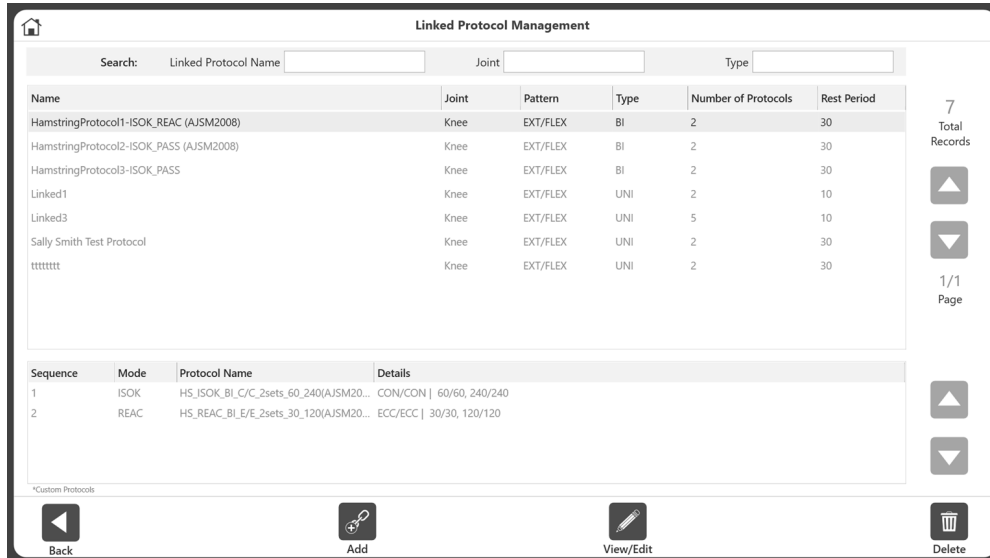 Linked Protocol Management
Search: Linked Protocol Name Joint Type
Name Joint Pattern Type Number of Protocols Rest Period
HamstringProtocol1-ISOK_REAC (AJSM2008) Knee EXT/FLEX BI 2 30
HamstringProtocol2-ISOK_PASS (AJSM2008) Knee EXT/FLEX BI 2 30
HamstringProtocol3-ISOK_PASS Knee EXT/FLEX BI 2 30
Linked1 Knee EXT/FLEX UNI 2 10
Linked3 Knee EXT/FLEX UNI 5 10
Sally Smith Test Protocol Knee EXT/FLEX UNI 2 30
tttttttt Knee EXT/FLEX UNI 2 30
7
Total
Records
1/1
Page
Sequence Mode Protocol Name Details
1 ISOK HS_ISOK_BI_C/C_2sets_60_240(AJSM20... CON/CON | 60/60, 240/240
2 REAC HS_REAC_BI_E/E_2sets_30_120(AJSM20... ECC/ECC | 30/30, 120/120
*Custom Protocols
Back Add View/Edit Delete